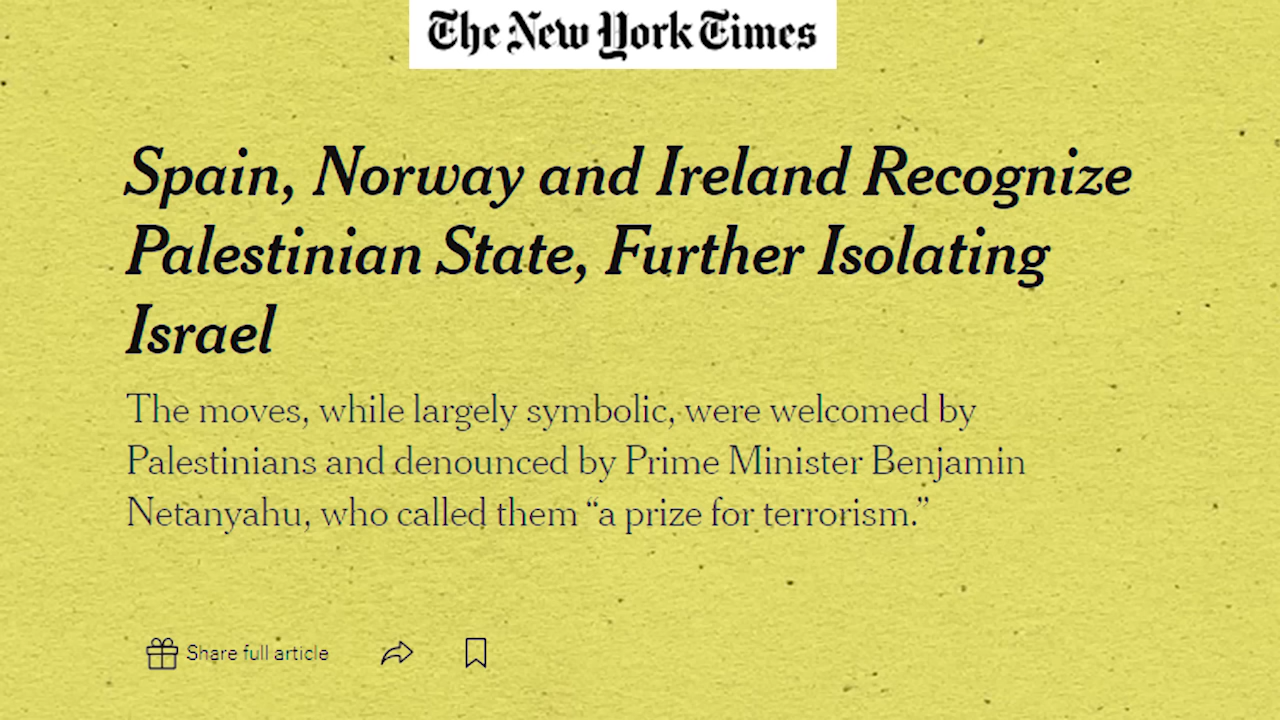 The New York Times
Spain, Norway and Ireland Recognize
Palestinian State, Further Isolating
Israel
The moves, while largely symbolic, were welcomed by
Palestinians and denounced by Prime Minister Benjamin
Netanyahu, who called them “a prize for terrorism.”
Share full article